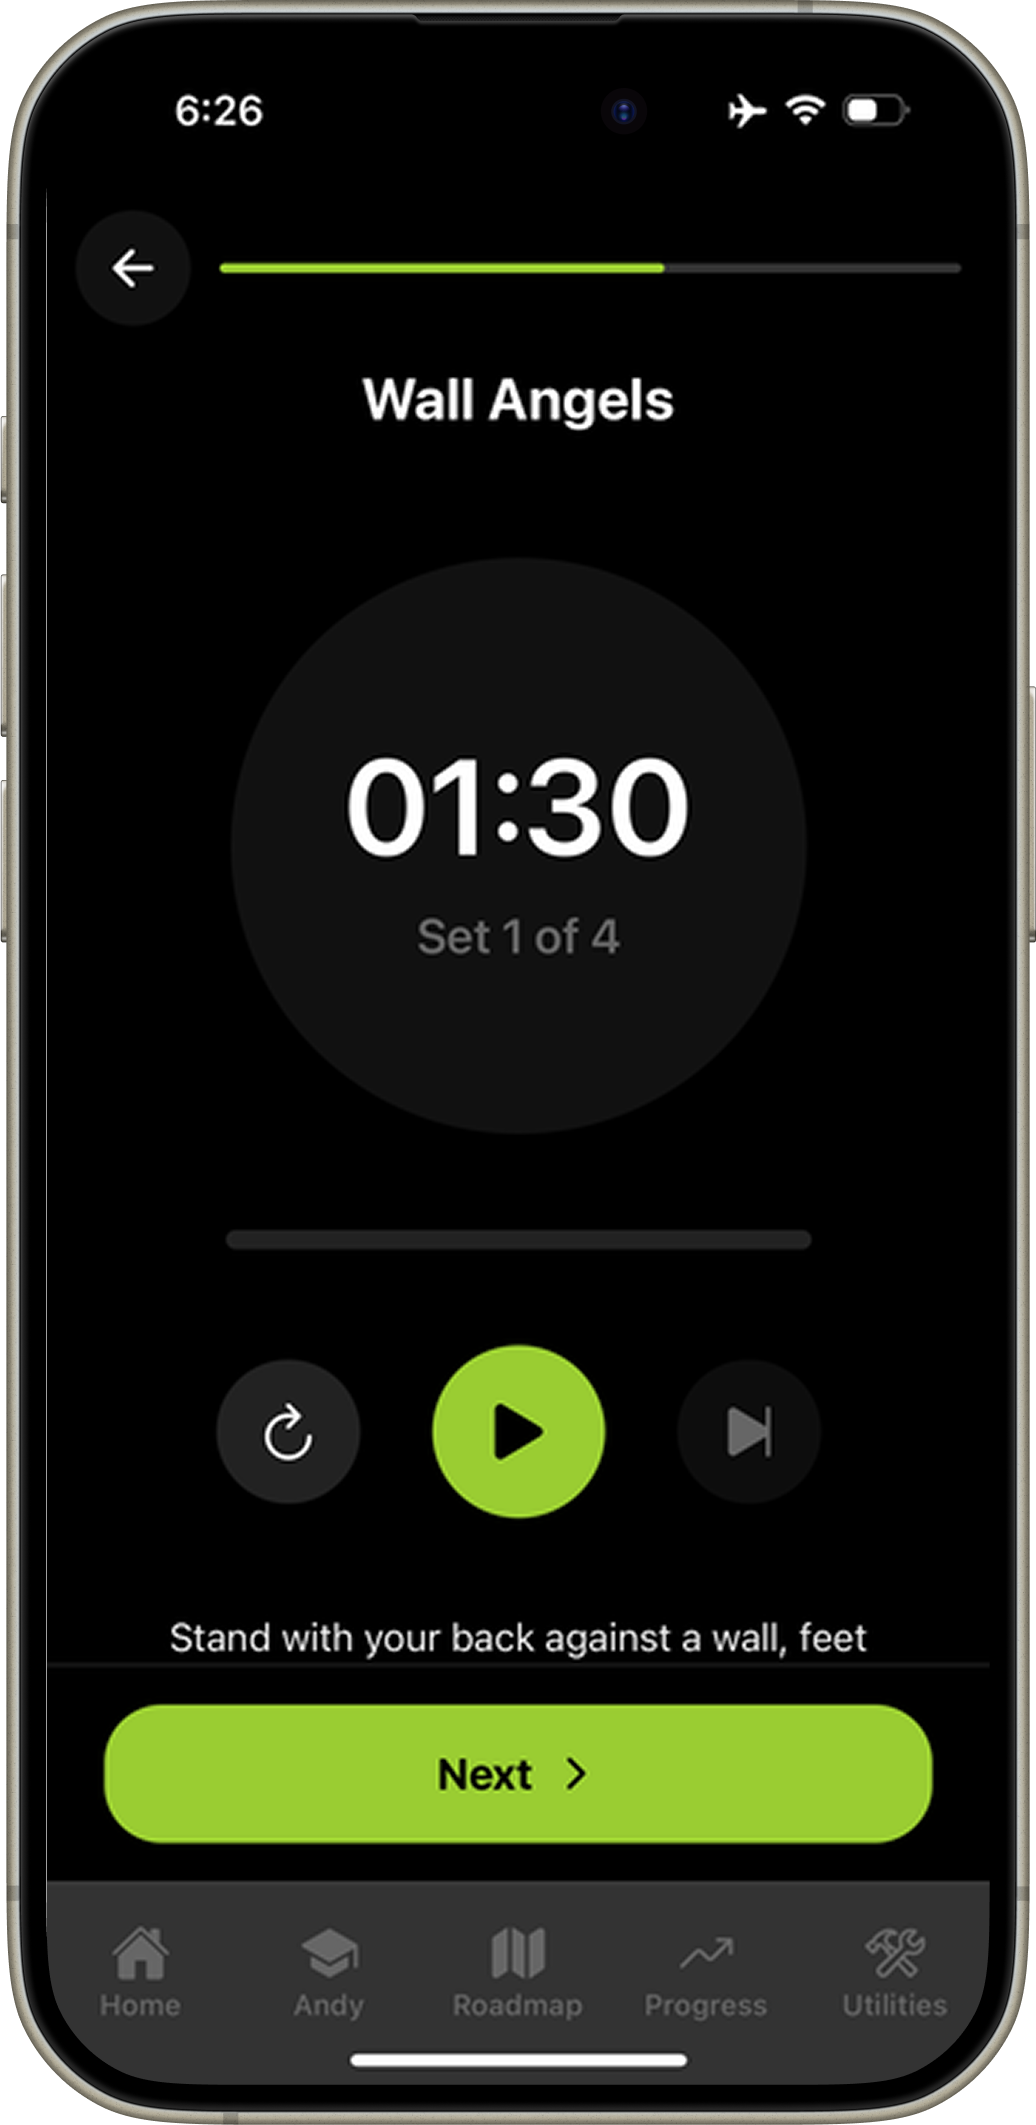 6:26
Wall Angels
01:30
Set 1 of 4
Stand with your back against a wall, feet
Next
Home
Andy
Roadmap
Progress
Utilities